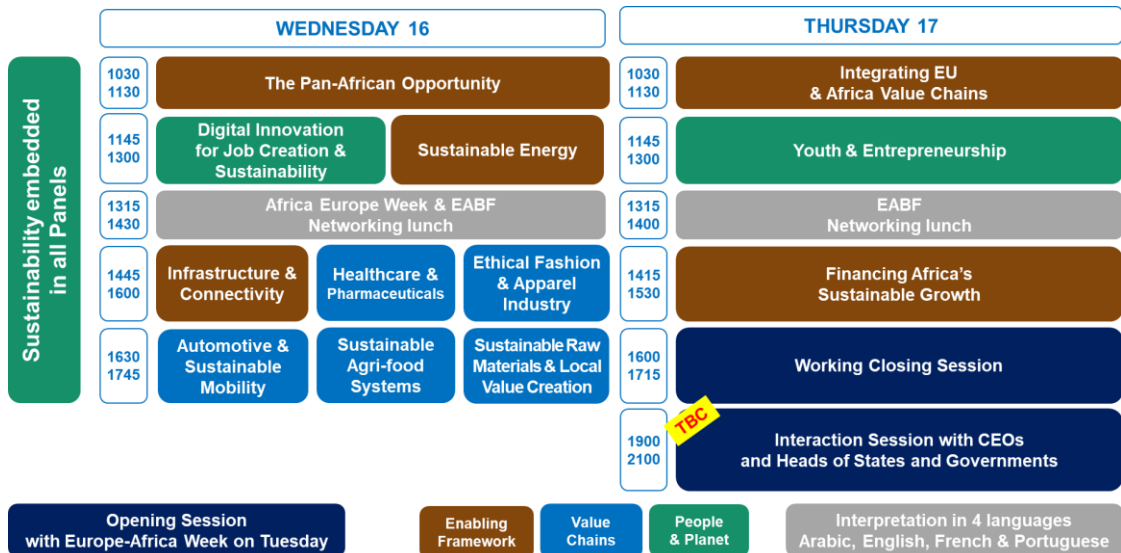 WEDNESDAY 16
THURSDAY 17
Sustainability embedded
in all Panels
1030
1130
The Pan-African Opportunity
1030
1130
Integrating EU
& Africa Value Chains
1145
1300
Digital Innovation
for Job Creation &
Sustainability
Sustainable Energy
1145
1300
Youth & Entrepreneurship
1315
1430
Africa Europe Week & EABF
Networking lunch
1315
1400
EABF
Networking lunch
1445
1600
Infrastructure &
Connectivity
Healthcare &
Pharmaceuticals
Ethical Fashion
& Apparel
Industry
1415
1530
Financing Africa's
Sustainable Growth
1630
1745
Automotive &
Sustainable
Mobility
Sustainable
Agri-food
Systems
Sustainable Raw
Materials & Local
Value Creation
1600
1715
Working Closing Session
TBC
1900
2100
Interaction Session with CEOs
and Heads of States and Governments
Opening Session
with Europe-Africa Week on Tuesday
Enabling
Framework
Value
Chains
People
& Planet
Interpretation in 4 languages
Arabic, English, French & Portuguese